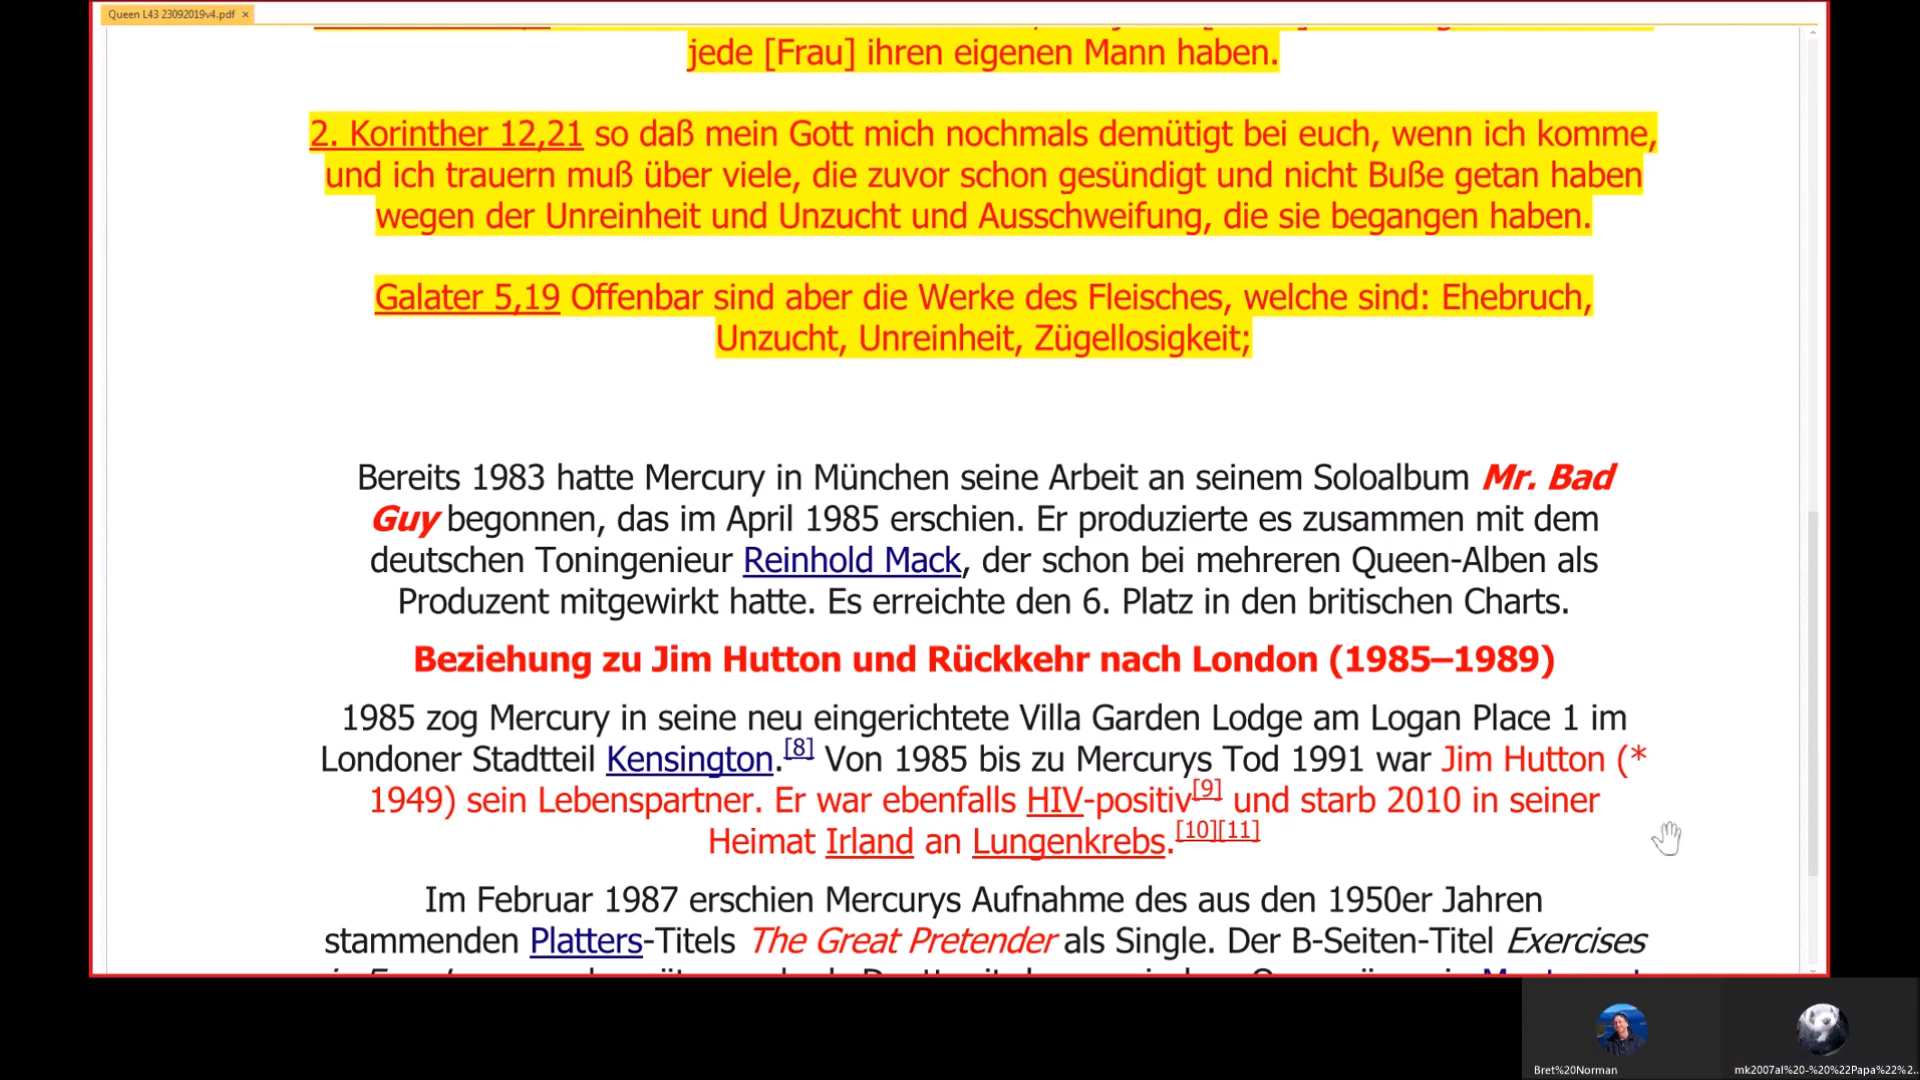 Queen L43 23092019v4.pdf ×
jede [Frau] ihren eigenen Mann haben.
2. Korinther 12,21 so daß mein Gott mich nochmals demütigt bei euch, wenn ich komme,
und ich trauern muß über viele, die zuvor schon gesündigt und nicht Buße getan haben
wegen der Unreinheit und Unzucht und Ausschweifung, die sie begangen haben.
Galater 5,19 Offenbar sind aber die Werke des Fleisches, welche sind: Ehebruch,
Unzucht, Unreinheit, Zügellosigkeit;
Bereits 1983 hatte Mercury in München seine Arbeit an seinem Soloalbum Mr. Bad
Guy begonnen, das im April 1985 erschien. Er produzierte es zusammen mit dem
deutschen Toningenieur Reinhold Mack, der schon bei mehreren Queen-Alben als
Produzent mitgewirkt hatte. Es erreichte den 6. Platz in den britischen Charts.
Beziehung zu Jim Hutton und Rückkehr nach London (1985–1989)
1985 zog Mercury in seine neu eingerichtete Villa Garden Lodge am Logan Place 1 im
Londoner Stadtteil Kensington.[8] Von 1985 bis zu Mercurys Tod 1991 war Jim Hutton (*
1949) sein Lebenspartner. Er war ebenfalls HIV-positiv[9] und starb 2010 in seiner
Heimat Irland an Lungenkrebs.[10][11]
Im Februar 1987 erschien Mercurys Aufnahme des aus den 1950er Jahren
stammenden Platters-Titels The Great Pretender als Single. Der B-Seiten-Titel Exercises
Bret%20Norman
mk2007al%20-%20%22Papa%22%2...